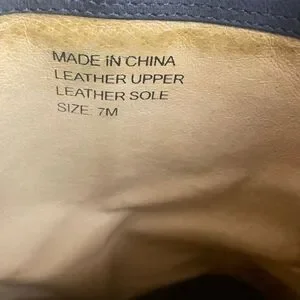 MADE IN CHINA
LEATHER UPPER
LEATHER SOLE
SIZE 7M